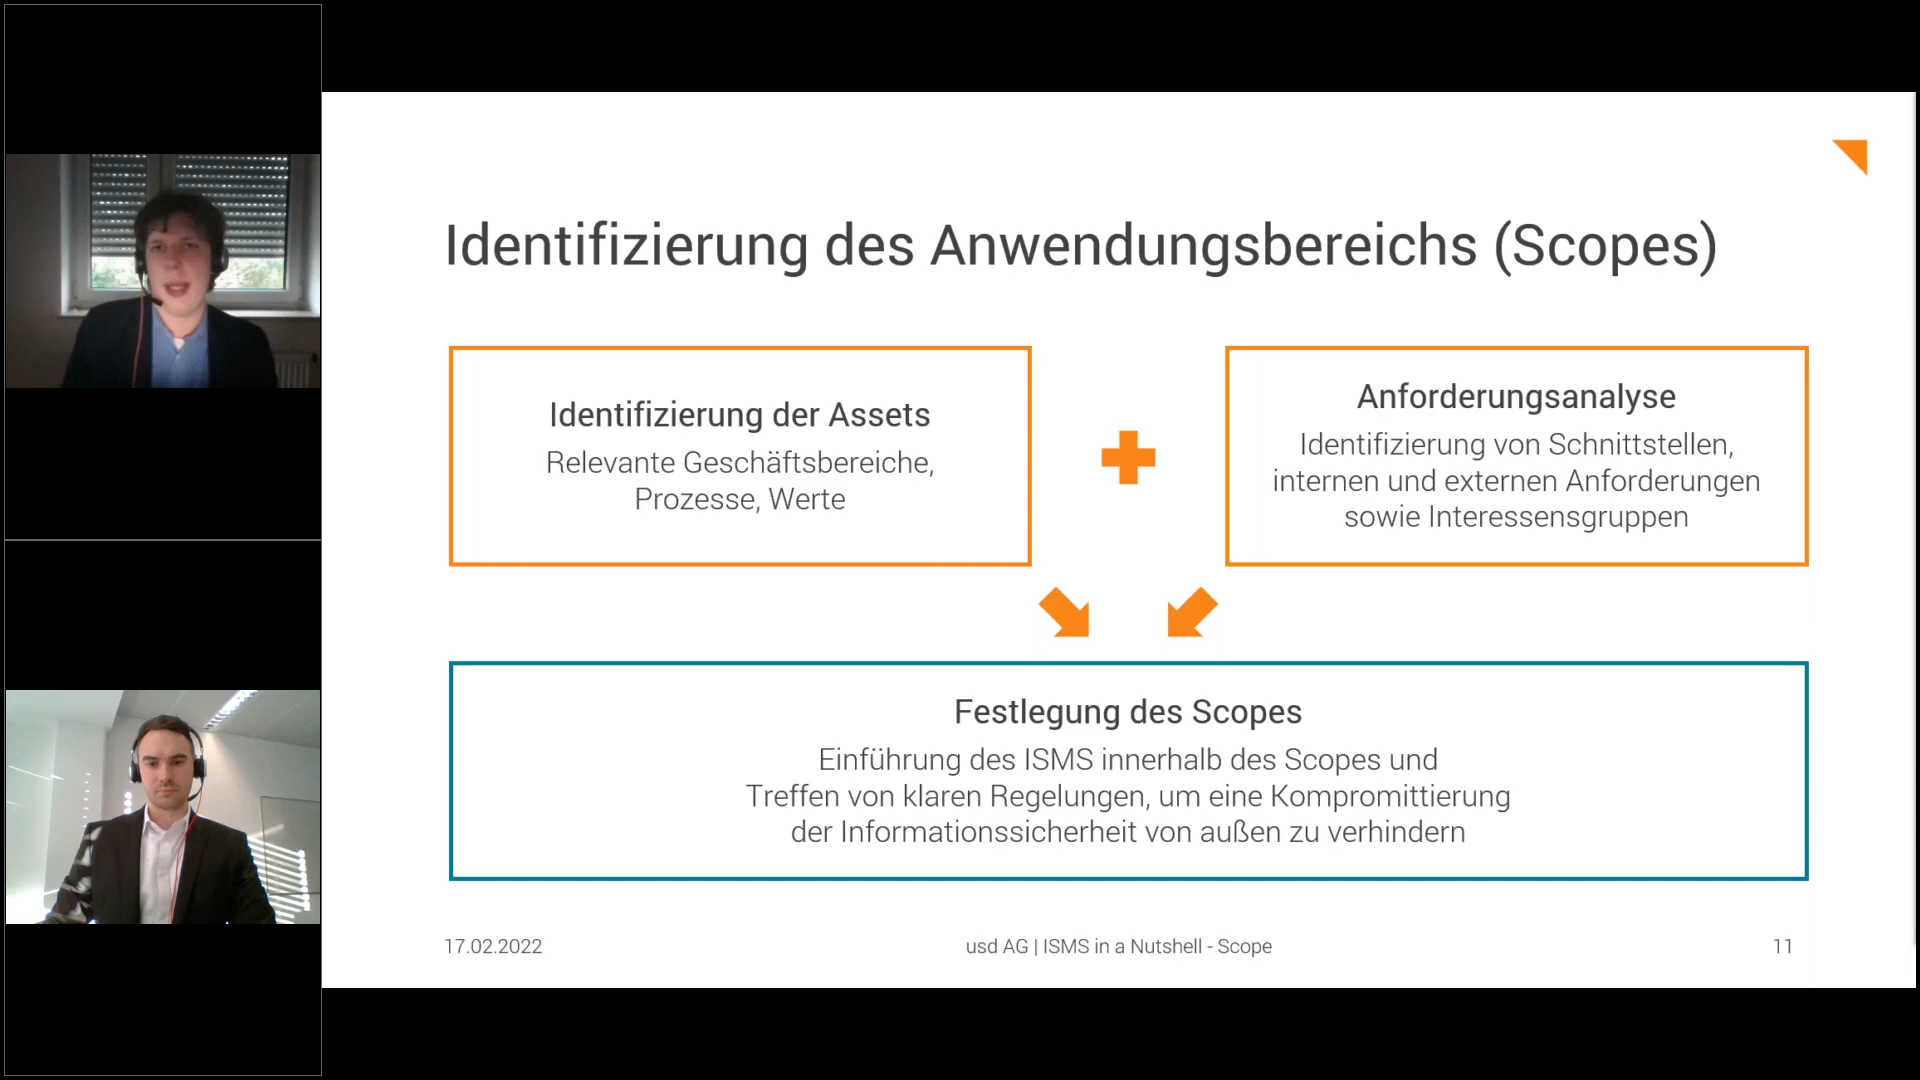 Identifizierung des Anwendungsbereichs (Scopes)
Identifizierung der Assets
Relevante Geschäftsbereiche,
Prozesse, Werte
Anforderungsanalyse
Identifizierung von Schnittstellen,
internen und externen Anforderungen
sowie Interessensgruppen
Festlegung des Scopes
Einführung des ISMS innerhalb des Scopes und
Treffen von klaren Regelungen, um eine Kompromittierung
der Informationssicherheit von außen zu verhindern
17.02.2022
usd AG | ISMS in a Nutshell - Scope
11